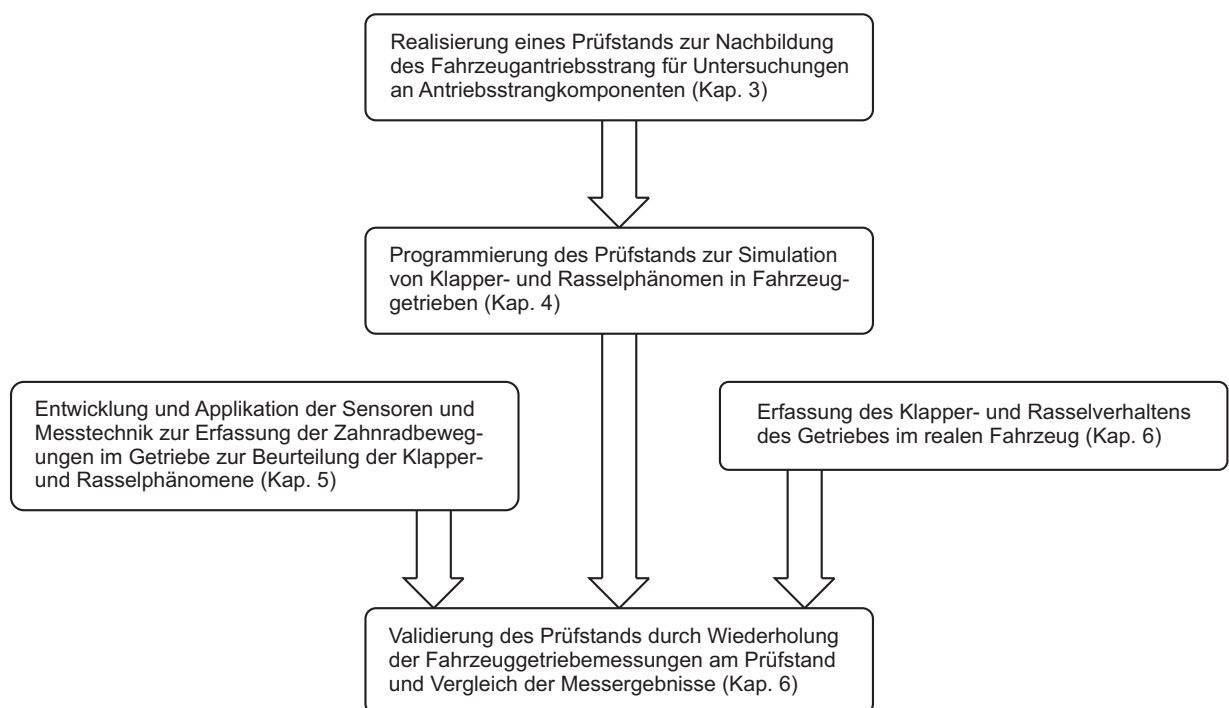 Realisierung eines Prüfstands zur Nachbildung
des Fahrzeugantriebsstrang für Untersuchungen
an Antriebsstrangkomponenten (Kap. 3)
Programmierung des Prüfstands zur Simulation
von Klapper- und Rasselphänomen in Fahrzeug-
getrieben (Kap. 4)
Entwicklung und Applikation der Sensoren und
Messtechnik zur Erfassung der Zahnradbeweg-
ungen im Getriebe zur Beurteilung der Klapper-
und Rasselphänomene (Kap. 5)
Erfassung des Klapper- und Rasselverhaltens
des Getriebes im realen Fahrzeug (Kap. 6)
Validierung des Prüfstands durch Wiederholung
der Fahrzeuggetriebemessungen am Prüfstand
und Vergleich der Messergebnisse (Kap. 6)